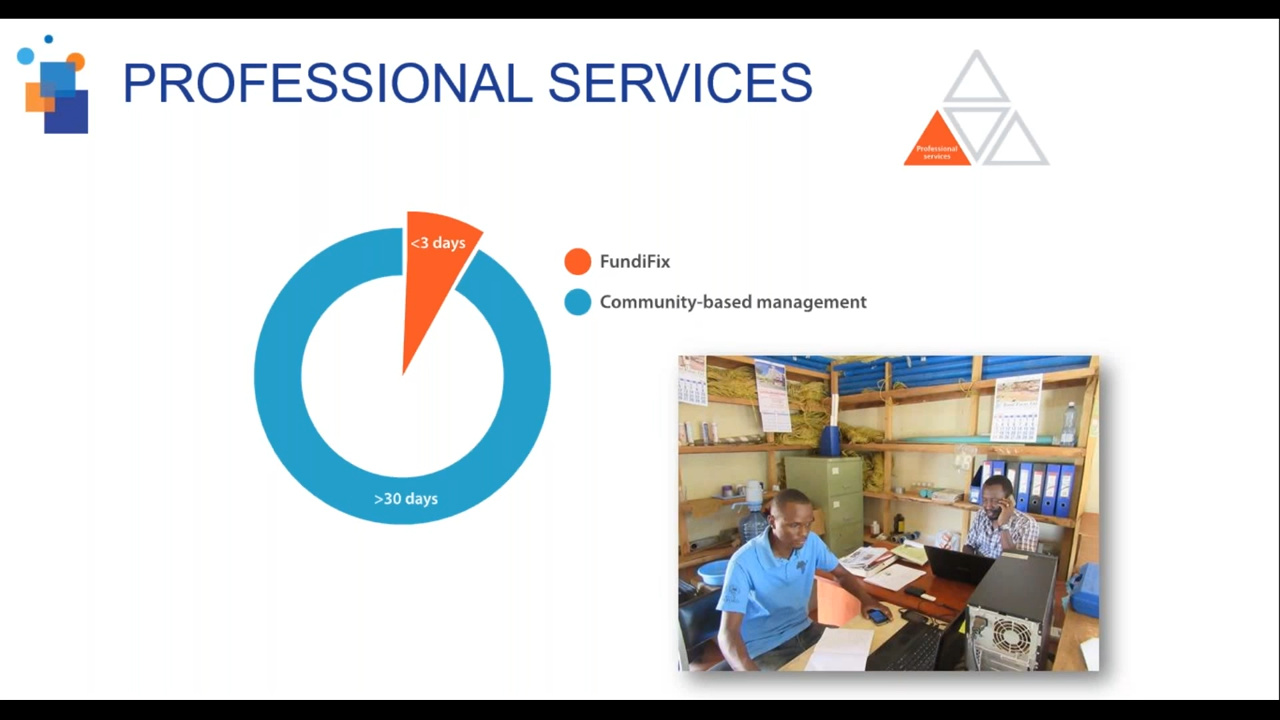 PROFESSIONAL SERVICES
Professional
services
<3 days
FundiFix
Community-based management
>30 days